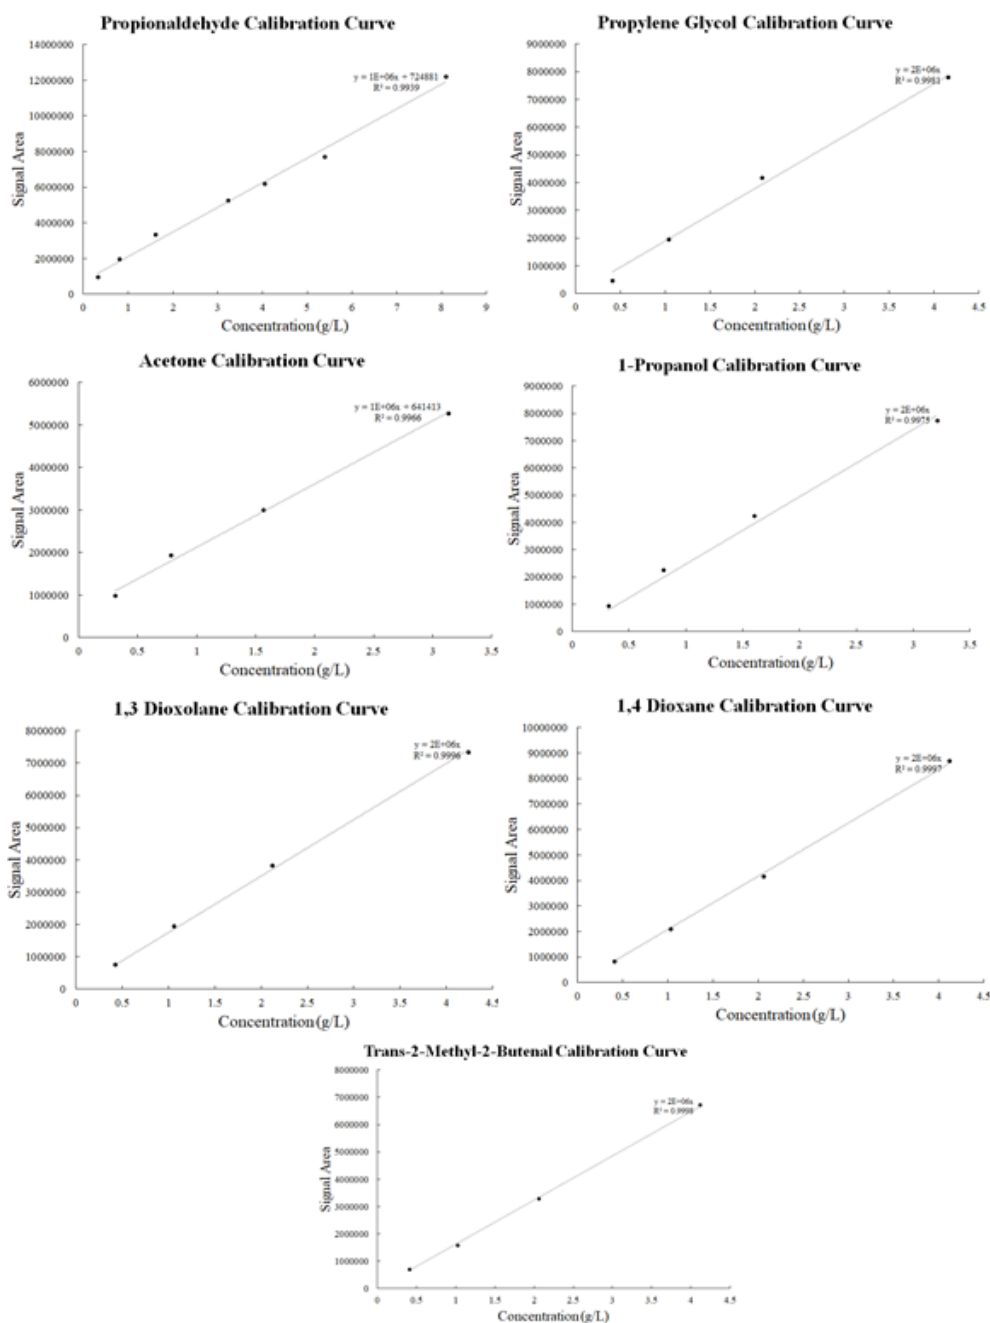 Propionaldehyde Calibration Curve
14000000
12000000
10000000
8000000
6000000
4000000
2000000
0
Signal Area
y = 1E+06x + 724881
R² = 0.9939
0 1 2 3 4 5 6 7 8 9
Concentration (g/L)
Propylene Glycol Calibration Curve
9000000
8000000
7000000
6000000
5000000
4000000
3000000
2000000
1000000
0
Signal Area
y = 2E+06x
R² = 0.9981
0 0.5 1 1.5 2 2.5 3 3.5 4 4.5
Concentration (g/L)
Acetone Calibration Curve
6000000
5000000
4000000
3000000
2000000
1000000
0
Signal Area
y = 1E+06x + 641413
R² = 0.9966
0 0.5 1 1.5 2 2.5 3 3.5
Concentration (g/L)
1-Propanol Calibration Curve
9000000
8000000
7000000
6000000
5000000
4000000
3000000
2000000
1000000
0
Signal Area
y = 2E+06x
R² = 0.9975
0 0.5 1 1.5 2 2.5 3 3.5
Concentration (g/L)
1,3 Dioxolane Calibration Curve
8000000
7000000
6000000
5000000
4000000
3000000
2000000
1000000
0
Signal Area
y = 2E+06x
R² = 0.9996
0 0.5 1 1.5 2 2.5 3 3.5 4 4.5
Concentration (g/L)
1,4 Dioxane Calibration Curve
10000000
9000000
8000000
7000000
6000000
5000000
4000000
3000000
2000000
1000000
0
Signal Area
y = 2E+06x
R² = 0.9997
0 0.5 1 1.5 2 2.5 3 3.5 4 4.5
Concentration (g/L)
Trans-2-Methyl-2-Butenal Calibration Curve
8000000
7000000
6000000
5000000
4000000
3000000
2000000
1000000
0
Signal Area
y = 2E+06x
R² = 0.9998
0 0.5 1 1.5 2 2.5 3 3.5 4 4.5
Concentration (g/L)